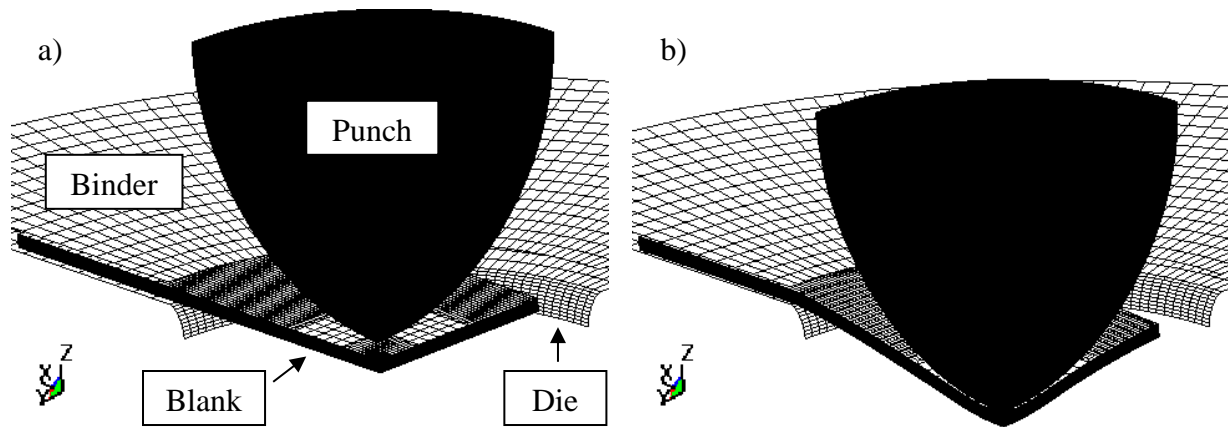 a)
b)
Punch
Binder
Z
X
Y
Z
X
Y
Blank
Die